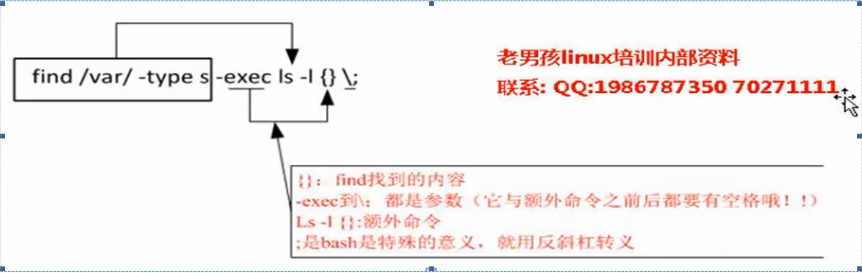 find /var/ -type s -exec ls -l {} \;
老男孩linux培训内部资料
联系: QQ:1986787350 70271111
{}：find找到的内容
-exec到\；都是参数（它与额外命令之前后都要有空格哦！！）
Ls -l {}:额外命令
;是bash是特殊的意义，就用反斜杠转义